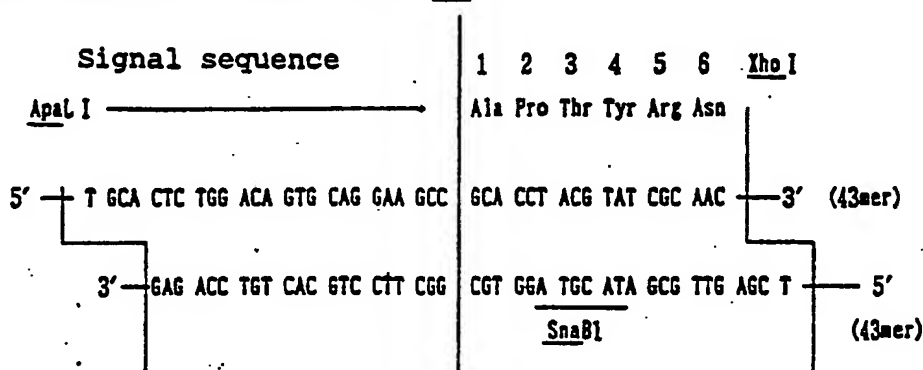 Signal sequence 1 2 3 4 5 6 Xho I
ApaL I Ala Pro Thr Tyr Arg Asn
5′ T GCA CTC TGG ACA GTG CAG GAA GCC GCA CCT ACG TAT CGC AAC 3′ (43mer)
3′ GAG ACC TGT CAC GTC CTT CGG CGT GGA TGC ATA GCG TTG AGC T 5′
SnaB1 (43mer)